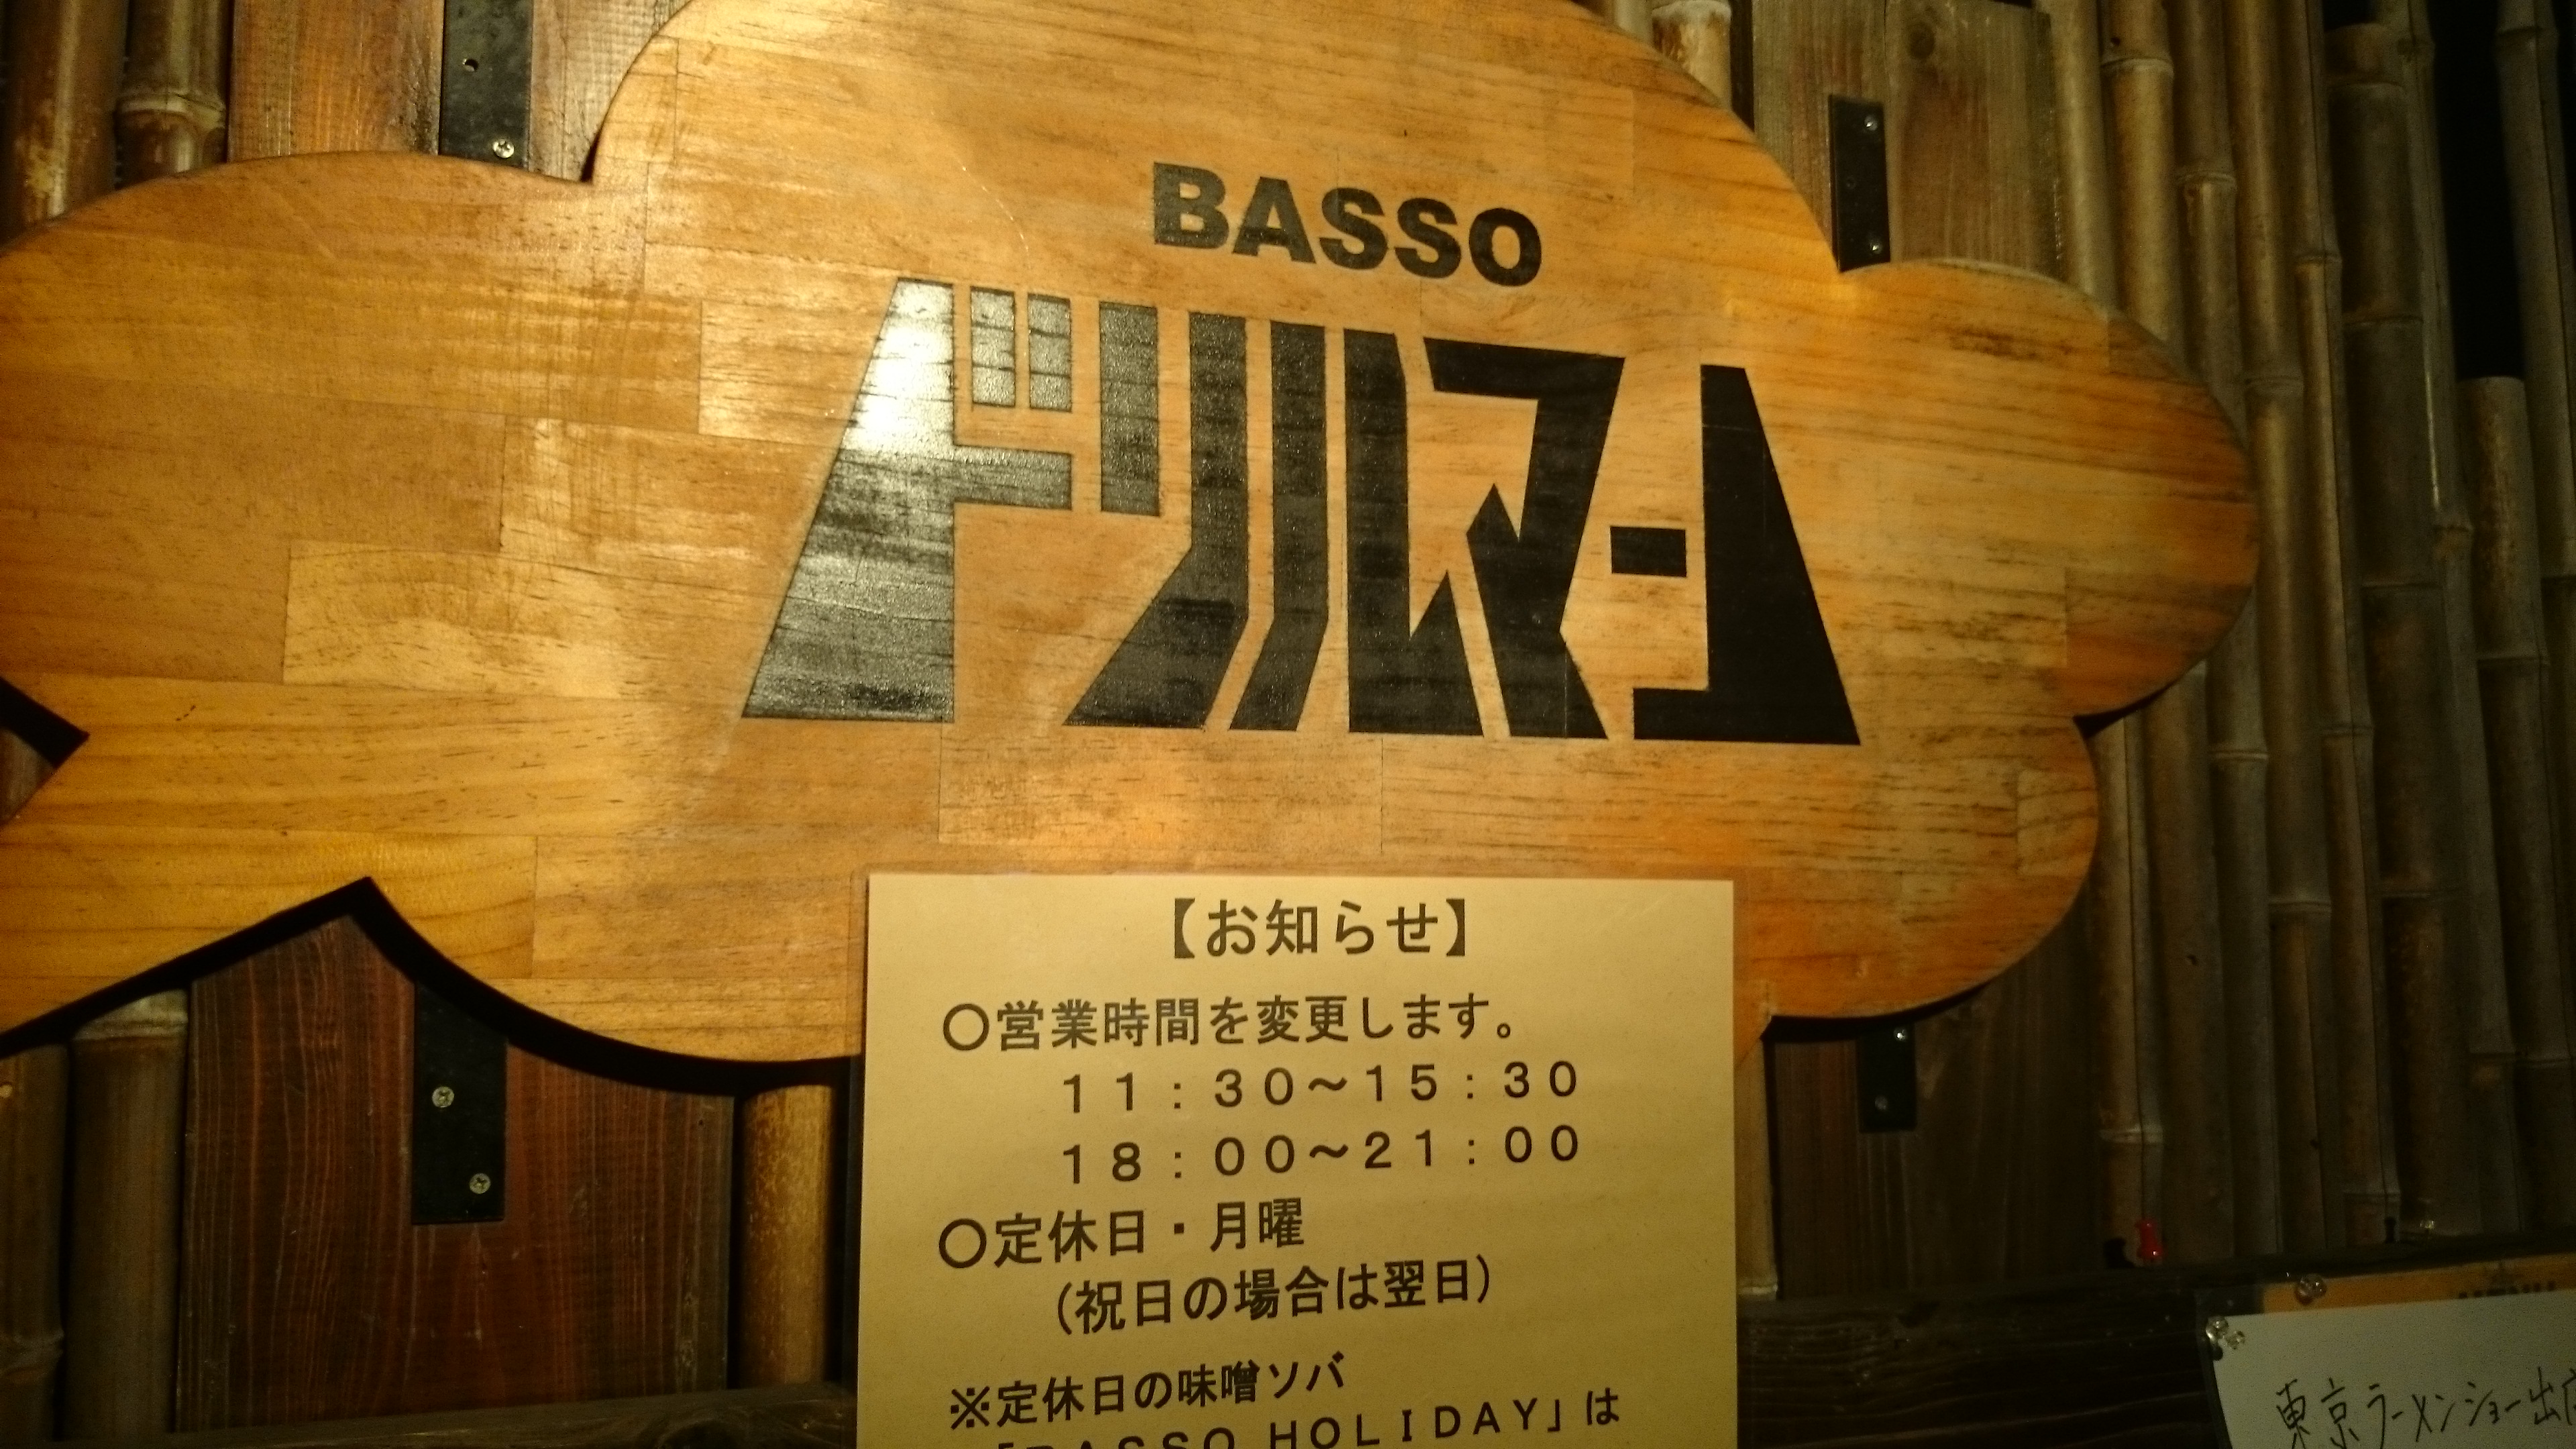 BASSO
ドリルマン
【お知らせ】
○営業時間を変更します。
11:30～15:30
18:00～21:00
○定休日・月曜
(祝日の場合は翌日)
※定休日の味噌ソバ
「BASSO HOLIDAY」は
東京ラーメンショー出店